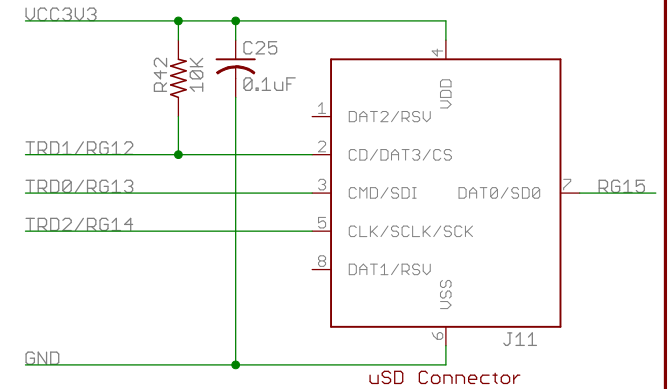 VCC3V3
C25
0.1uF
R42
10K
4
VDD
1
DAT2/RSV
TRD1/RG12
2
CD/DAT3/CS
TRD0/RG13
3
CMD/SDI
DAT0/SD0
7
RG15
TRD2/RG14
5
CLK/SCLK/SCK
8
DAT1/RSV
VSS
6
J11
GND
uSD Connector